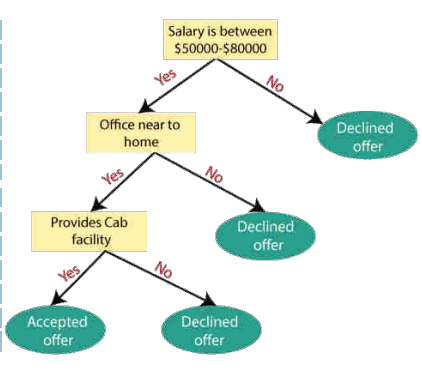 Salary is between
$50000-$80000
Yes
No
Office near to
home
Declined
offer
Yes
No
Provides Cab
facility
Declined
offer
Yes
No
Accepted
offer
Declined
offer